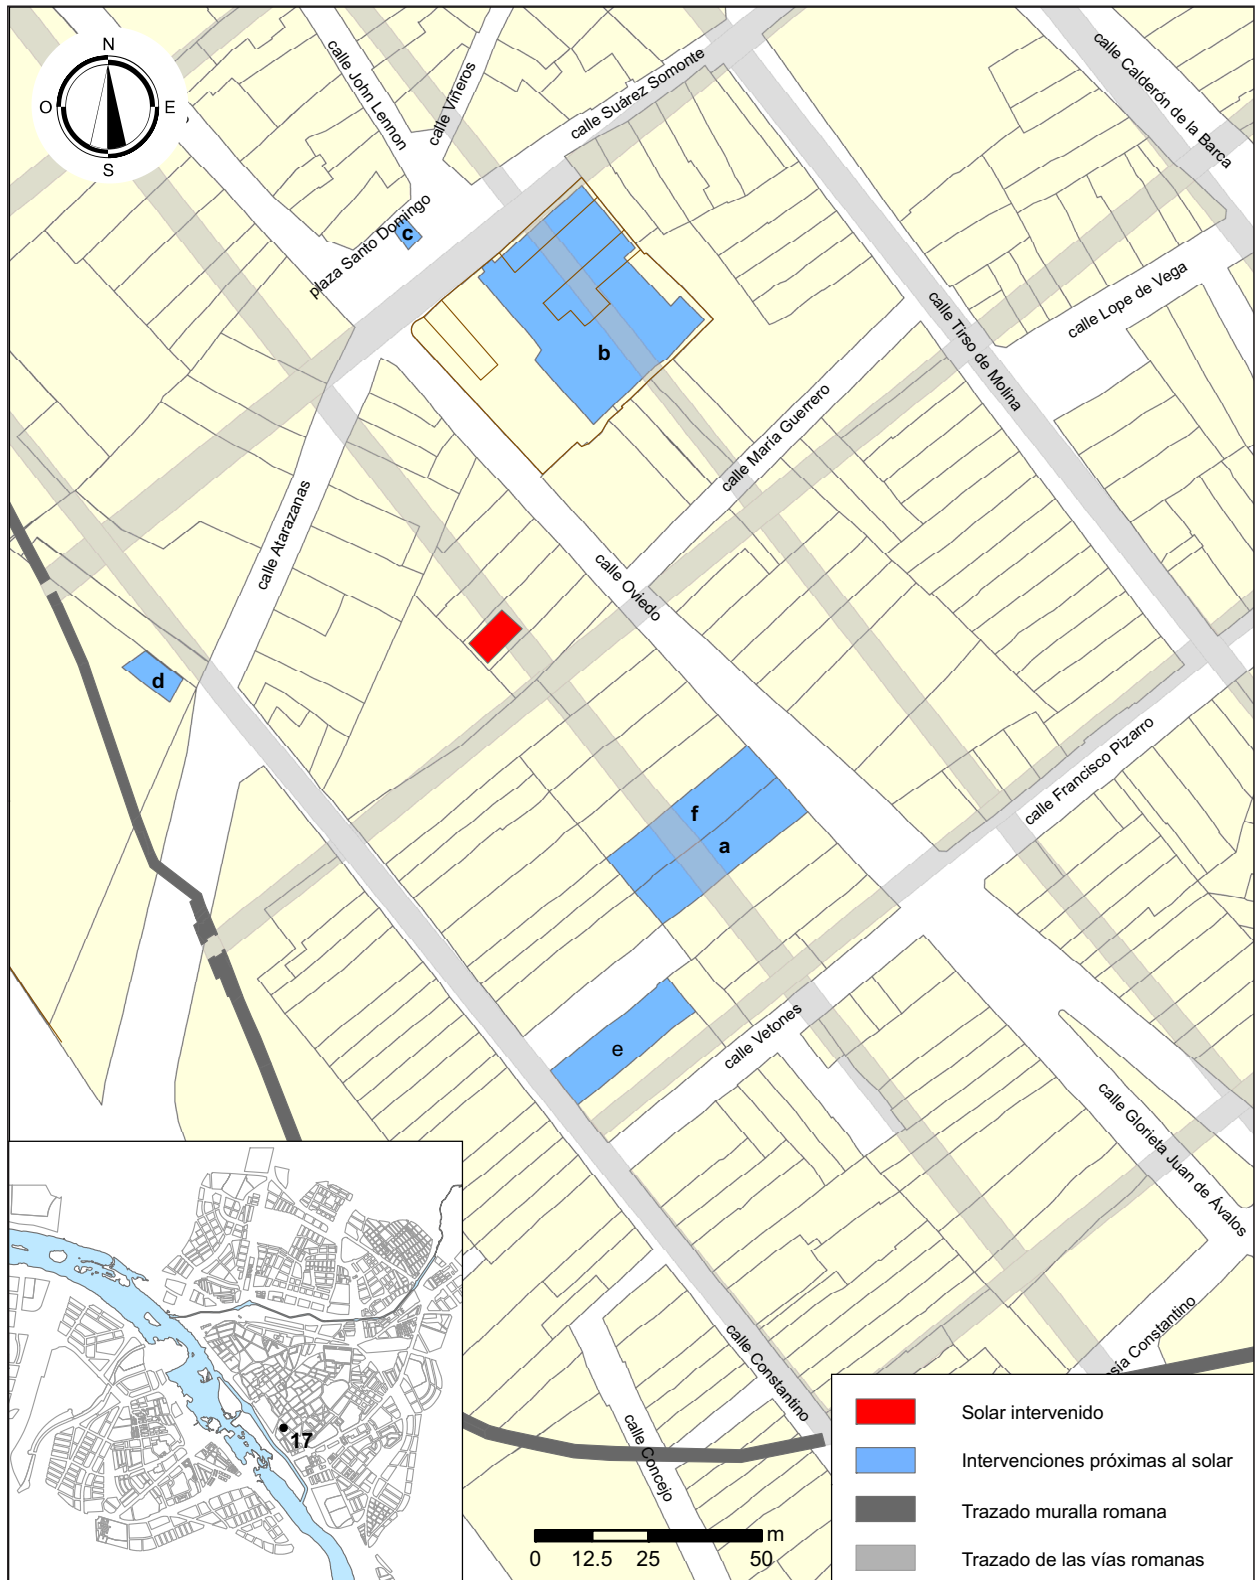 N
O
E
S
calle John Lennon
calle Viñeros
calle Suárez Somonte
calle Calderón de la Barca
plaza Santo Domingo
c
b
calle Lope de Vega
calle Tirso de Molina
calle María Guerrero
calle Atarazanas
calle Oviedo
d
f
a
calle Francisco Pizarro
e
calle Vetones
calle Glorieta Juan de Ávalos
sia Constantino
calle Constantino
calle Concejo
17
0 12.5 25 50 m
Solar intervenido
Intervenciones próximas al solar
Trazado muralla romana
Trazado de las vías romanas